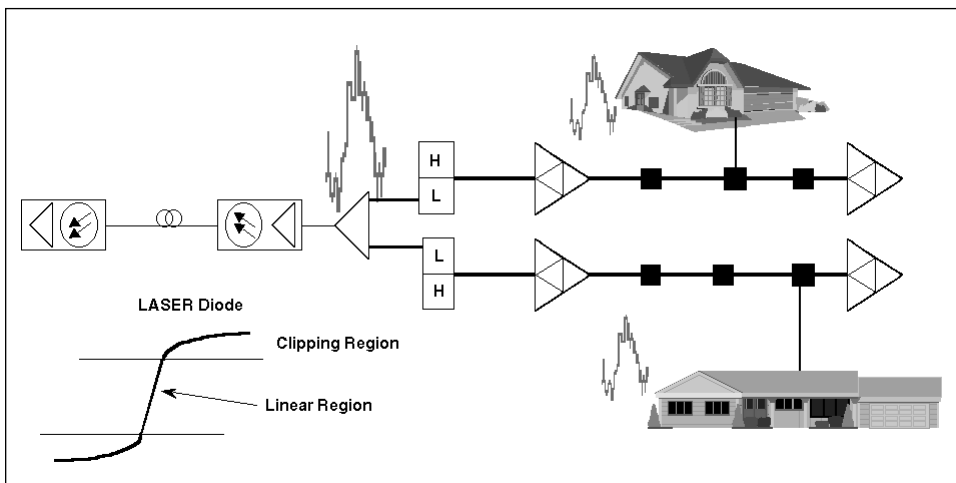 H
L
L
H
LASER Diode
Clipping Region
Linear Region